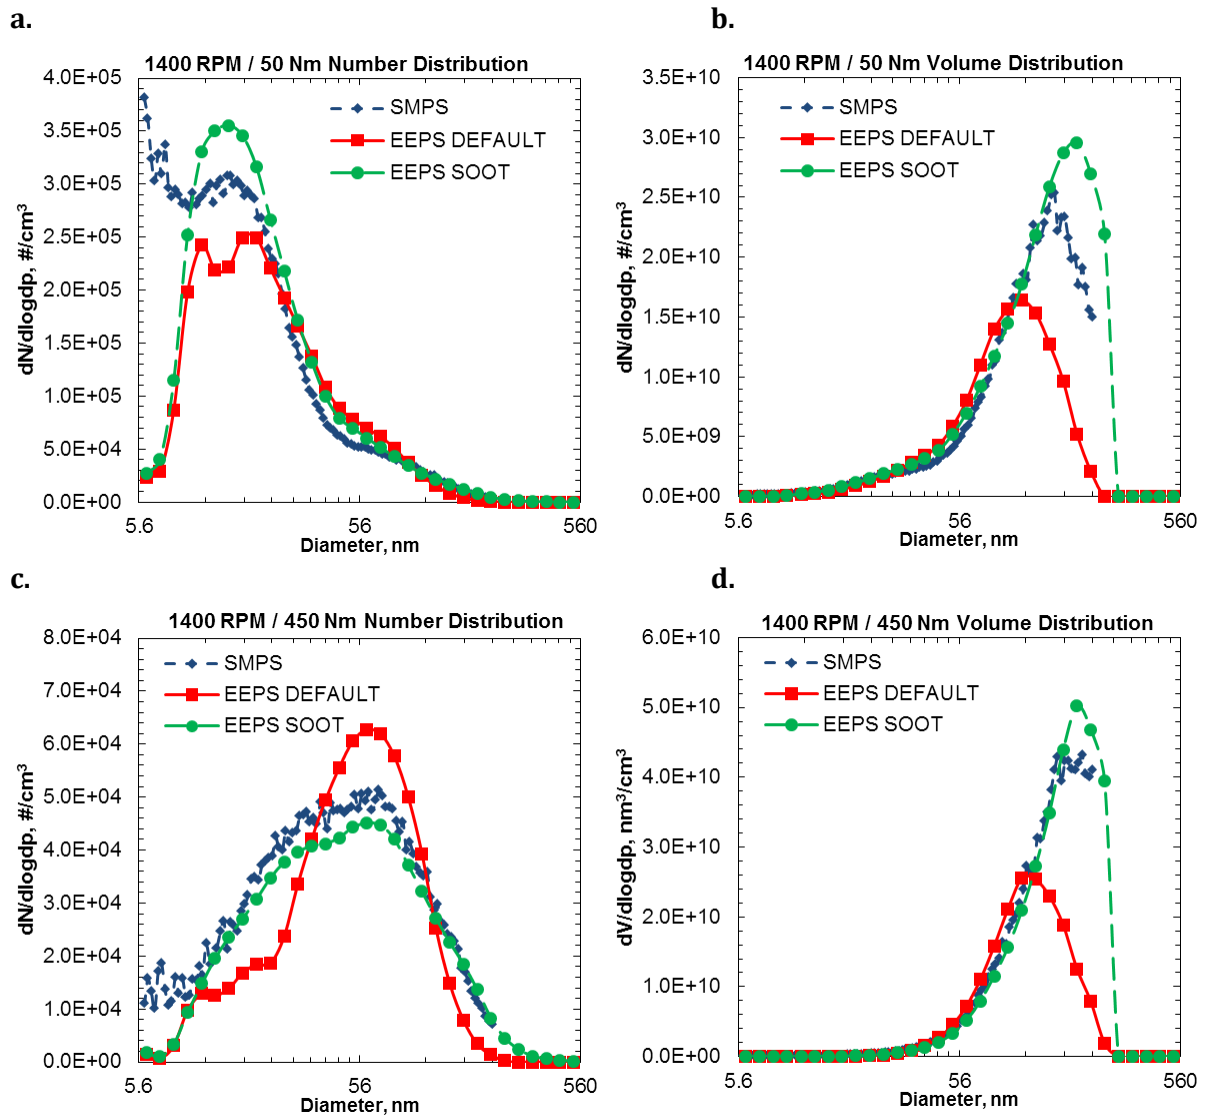 a.
1400 RPM / 50 Nm Number Distribution
4.0E+05
3.5E+05
3.0E+05
2.5E+05
2.0E+05
1.5E+05
1.0E+05
5.0E+04
0.0E+00
dN/dlogdp, #/cm3
SMPS
EEPS DEFAULT
EEPS SOOT
5.6
56
560
Diameter, nm
b.
1400 RPM / 50 Nm Volume Distribution
3.5E+10
3.0E+10
2.5E+10
2.0E+10
1.5E+10
1.0E+10
5.0E+09
0.0E+00
dN/dlogdp, #/cm3
SMPS
EEPS DEFAULT
EEPS SOOT
5.6
56
560
Diameter, nm
c.
1400 RPM / 450 Nm Number Distribution
8.0E+04
7.0E+04
6.0E+04
5.0E+04
4.0E+04
3.0E+04
2.0E+04
1.0E+04
0.0E+00
dN/dlogdp, #/cm3
SMPS
EEPS DEFAULT
EEPS SOOT
5.6
56
560
Diameter, nm
d.
1400 RPM / 450 Nm Volume Distribution
6.0E+10
5.0E+10
4.0E+10
3.0E+10
2.0E+10
1.0E+10
0.0E+00
dV/dlogdp, nm3/cm3
SMPS
EEPS DEFAULT
EEPS SOOT
5.6
56
560
Diameter, nm